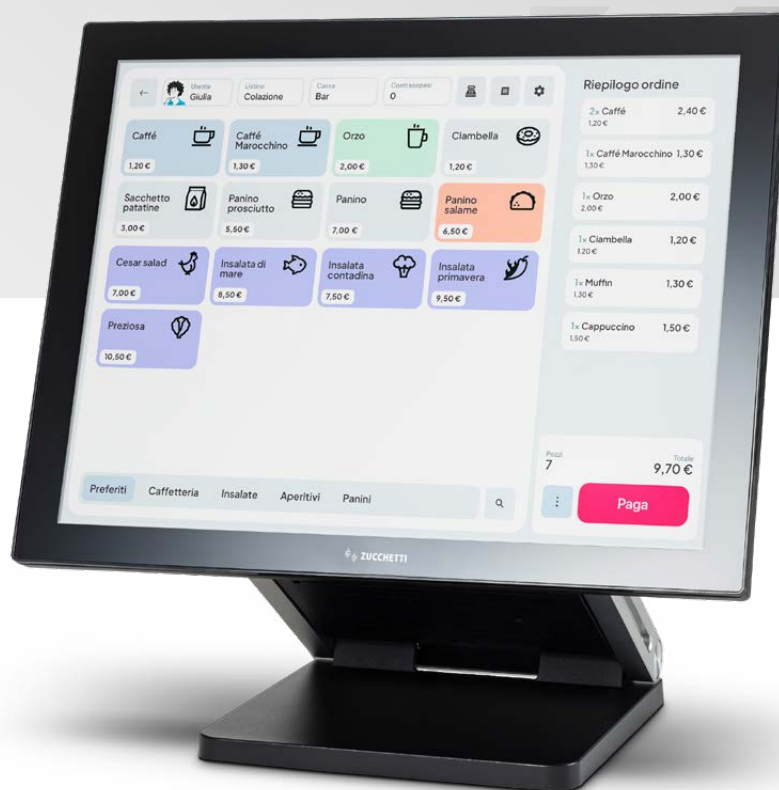 Utente
Giulia
Listino
Colazione
Cassa
Bar
Conti sospesi
0
Caffé
1,20 €
Caffé
Marocchino
1,30 €
Orzo
2,00 €
Ciambella
1,20 €
Sacchetto
patatine
3,00 €
Panino
prosciutto
5,50 €
Panino
7,00 €
Panino
salame
6,50 €
Cesar salad
7,00 €
Insalata di
mare
8,50 €
Insalata
contadina
7,50 €
Insalata
primavera
9,50 €
Preziosa
10,50 €
Preferiti Caffetteria Insalate Aperitivi Panini
Riepilogo ordine
2x Caffé 2,40 €
1,20 €
1x Caffé Marocchino 1,30 €
1,30 €
1x Orzo 2,00 €
2,00 €
1x Ciambella 1,20 €
1,20 €
1x Muffin 1,30 €
1,30 €
1x Cappuccino 1,50 €
1,50 €
Pezzi
7
Totale
9,70 €
Paga
ZUCCHETTI